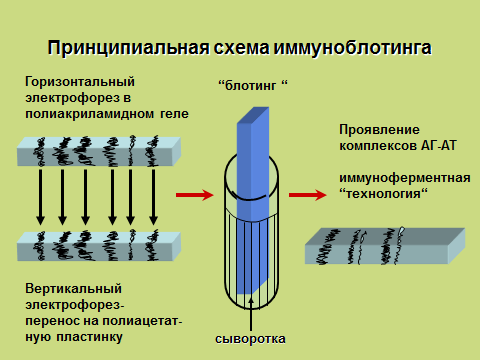 Принципиальная схема иммуноблотинга
Горизонтальный
электрофорез в
полиакриламидном геле
“блотинг “
Проявление
комплексов АГ-АТ
иммуноферментная
“технология“
Вертикальный
электрофорез-
перенос на полиацетат-
ную пластинку
сыворотка